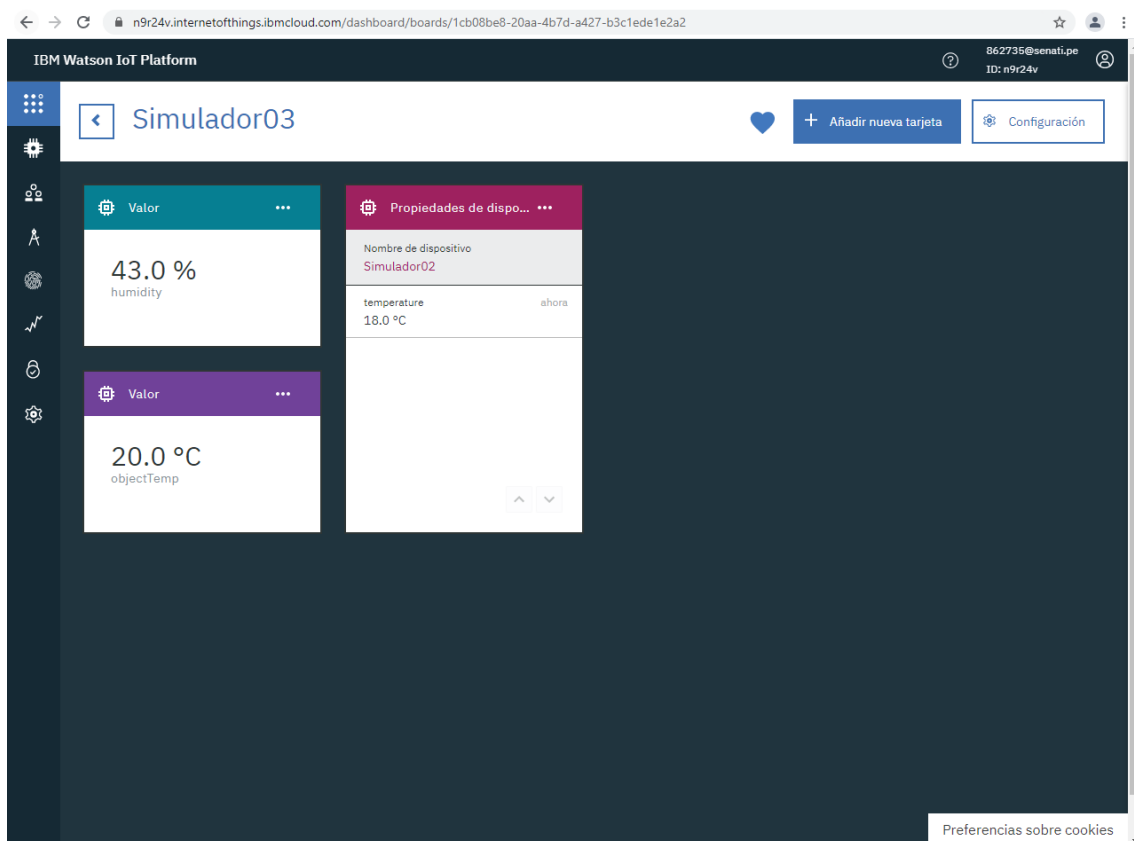 n9r24v.internetofthings.ibmcloud.com/dashboard/boards/1cb08be8-20aa-4b7d-a427-b3c1ede1e2a2
IBM Watson IoT Platform
862735@senati.pe
ID: n9r24v
Simulador03
+ Añadir nueva tarjeta
Configuración
Valor
43.0 %
humidity
Propiedades de dispo...
Nombre de dispositivo
Simulador02
temperature ahora
18.0 °C
Valor
20.0 °C
objectTemp
Preferencias sobre cookies